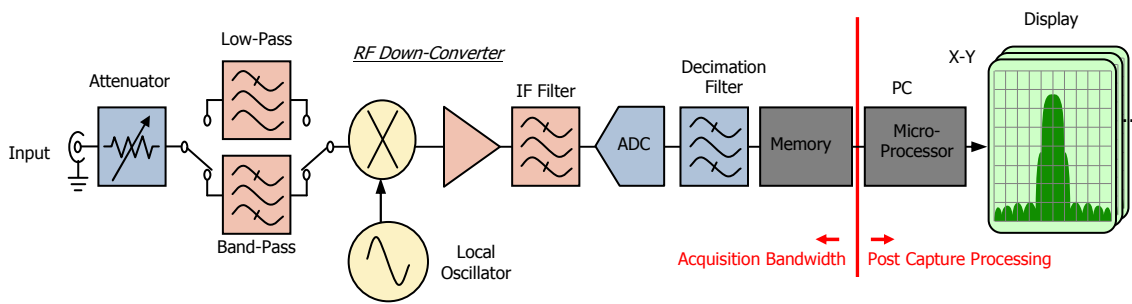 Display
Low-Pass
RF Down-Converter
X-Y
Attenuator
Decimation
Filter
PC
IF Filter
Input
ADC
Memory
Micro-
Processor
...
Band-Pass
Local
Oscillator
Acquisition Bandwidth
Post Capture Processing